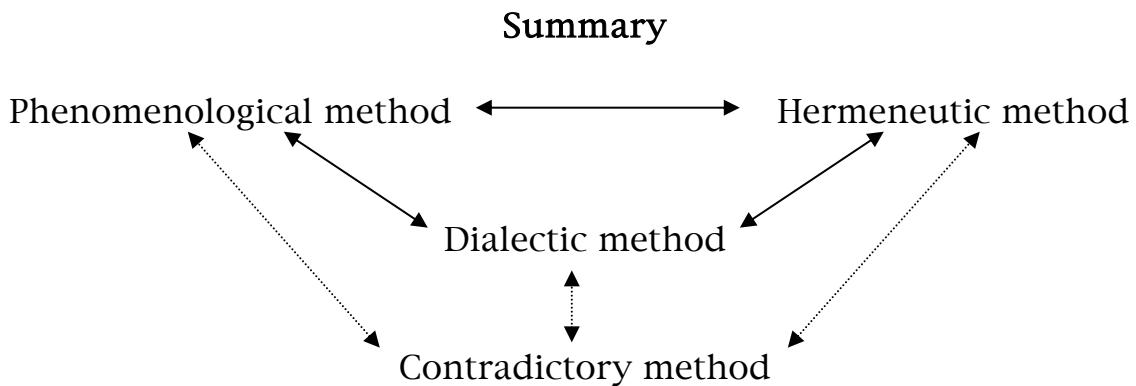 Summary
Phenomenological method
Hermeneutic method
Dialectic method
Contradictory method